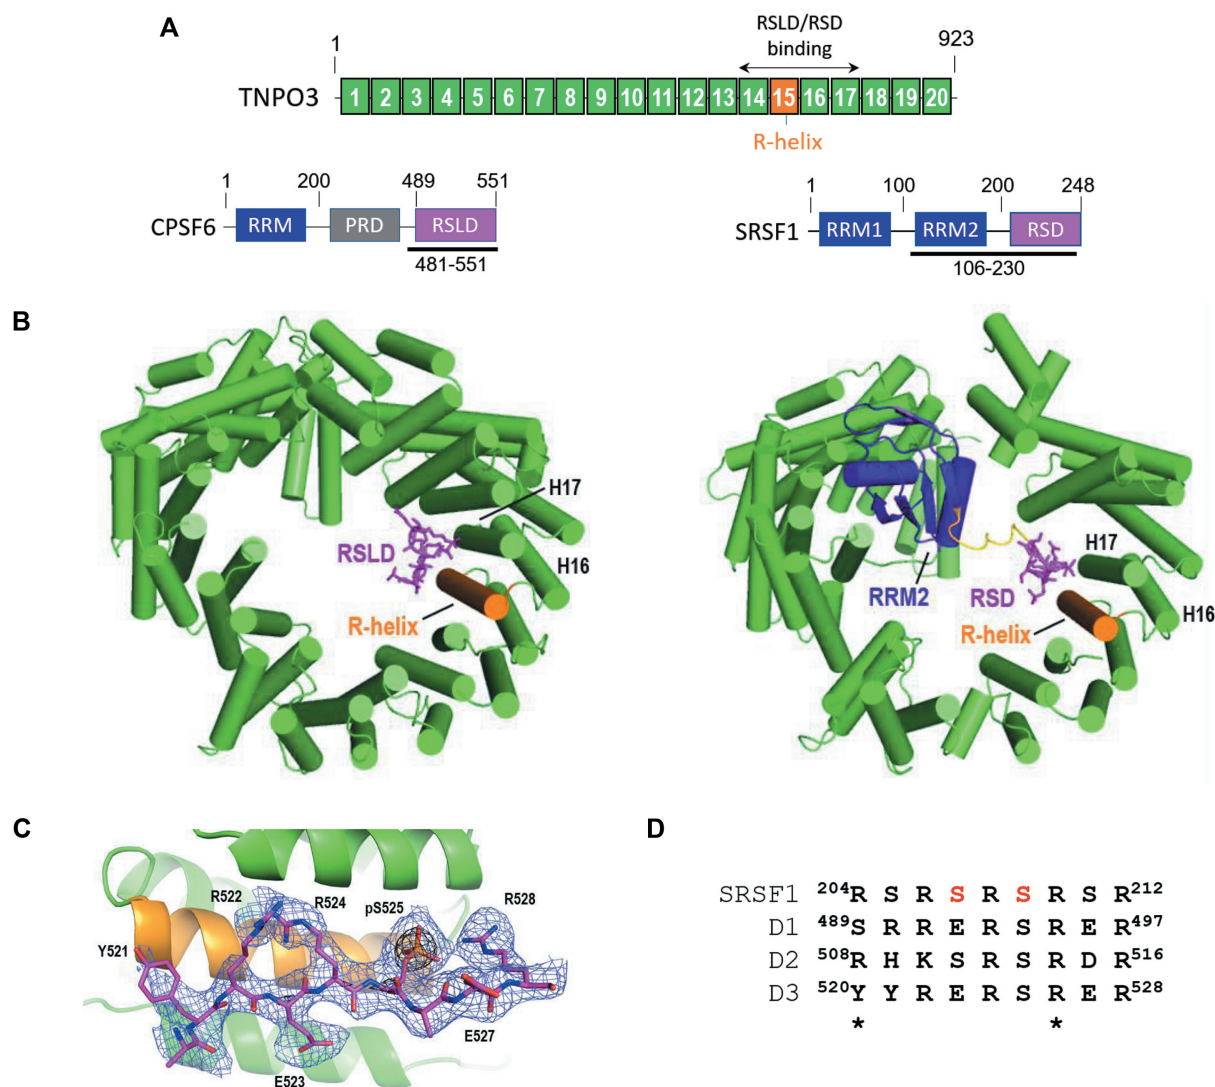 A
RSLD/RSD
binding
1
923
TNPO3
1 2 3 4 5 6 7 8 9 10 11 12 13 14 15 16 17 18 19 20
R-helix
1 200 489 551
CPSF6 RRM PRD RSLD
481-551
1 100 200 248
SRSF1 RRM1 RRM2 RSD
106-230
B
H17
RSLD
H16
R-helix
H17
RRM2
RSD
H16
R-helix
C
R522
R524
pS525
R528
Y521
E527
E523
D
SRSF1 204R S R S R S R S R212
D1 489S R R E R S R E R497
D2 508R H K S R S R D R516
D3 520Y Y R E R S R E R528
* *